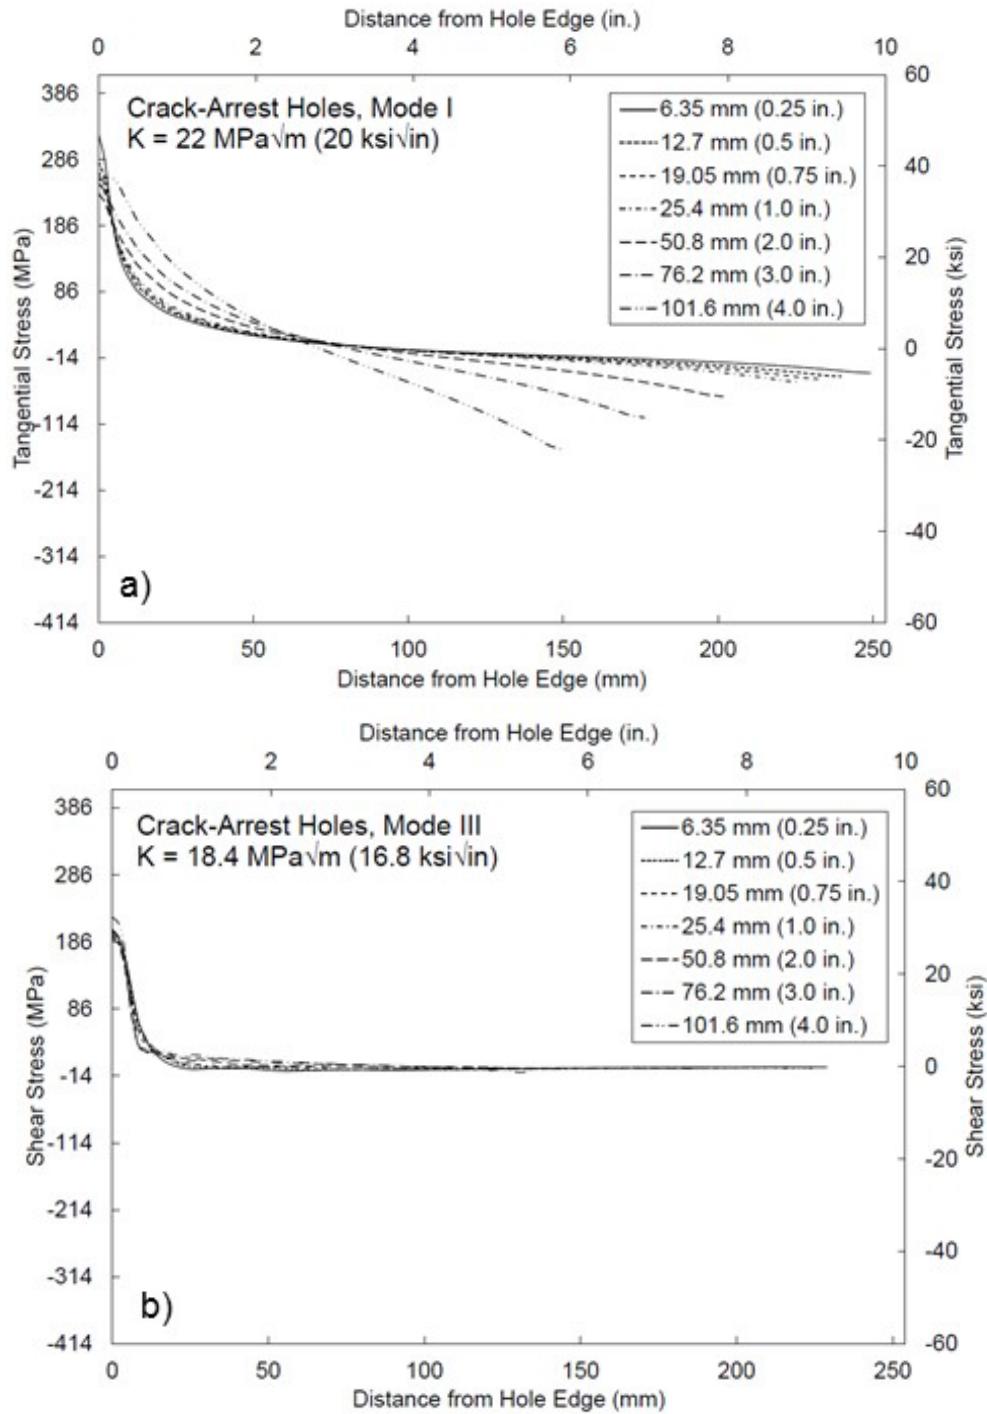 Distance from Hole Edge (in.)
0 2 4 6 8 10
Crack-Arrest Holes, Mode I
K = 22 MPa√m (20 ksi√in)
6.35 mm (0.25 in.)
12.7 mm (0.5 in.)
19.05 mm (0.75 in.)
25.4 mm (1.0 in.)
50.8 mm (2.0 in.)
76.2 mm (3.0 in.)
101.6 mm (4.0 in.)
Tangential Stress (MPa)
386
286
186
86
-14
-114
-214
-314
-414
Tangential Stress (ksi)
60
40
20
0
-20
-40
-60
a)
0 50 100 150 200 250
Distance from Hole Edge (mm)
Distance from Hole Edge (in.)
0 2 4 6 8 10
Crack-Arrest Holes, Mode III
K = 18.4 MPa√m (16.8 ksi√in)
6.35 mm (0.25 in.)
12.7 mm (0.5 in.)
19.05 mm (0.75 in.)
25.4 mm (1.0 in.)
50.8 mm (2.0 in.)
76.2 mm (3.0 in.)
101.6 mm (4.0 in.)
Shear Stress (MPa)
386
286
186
86
-14
-114
-214
-314
-414
Shear Stress (ksi)
60
40
20
0
-20
-40
-60
b)
0 50 100 150 200 250
Distance from Hole Edge (mm)